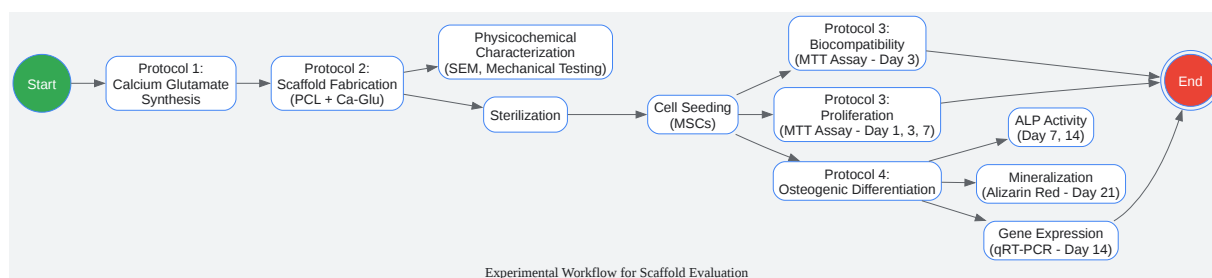 Start
Protocol 1:
Calcium Glutamate
Synthesis
Protocol 2:
Scaffold Fabrication
(PCL + Ca-Glu)
Physicochemical
Characterization
(SEM, Mechanical Testing)
Sterilization
Cell Seeding
(MSCs)
Protocol 3:
Biocompatibility
(MTT Assay - Day 3)
Protocol 3:
Proliferation
(MTT Assay - Day 1, 3, 7)
Protocol 4:
Osteogenic Differentiation
ALP Activity
(Day 7, 14)
Mineralization
(Alizarin Red - Day 21)
Gene Expression
(qRT-PCR - Day 14)
End
Experimental Workflow for Scaffold Evaluation